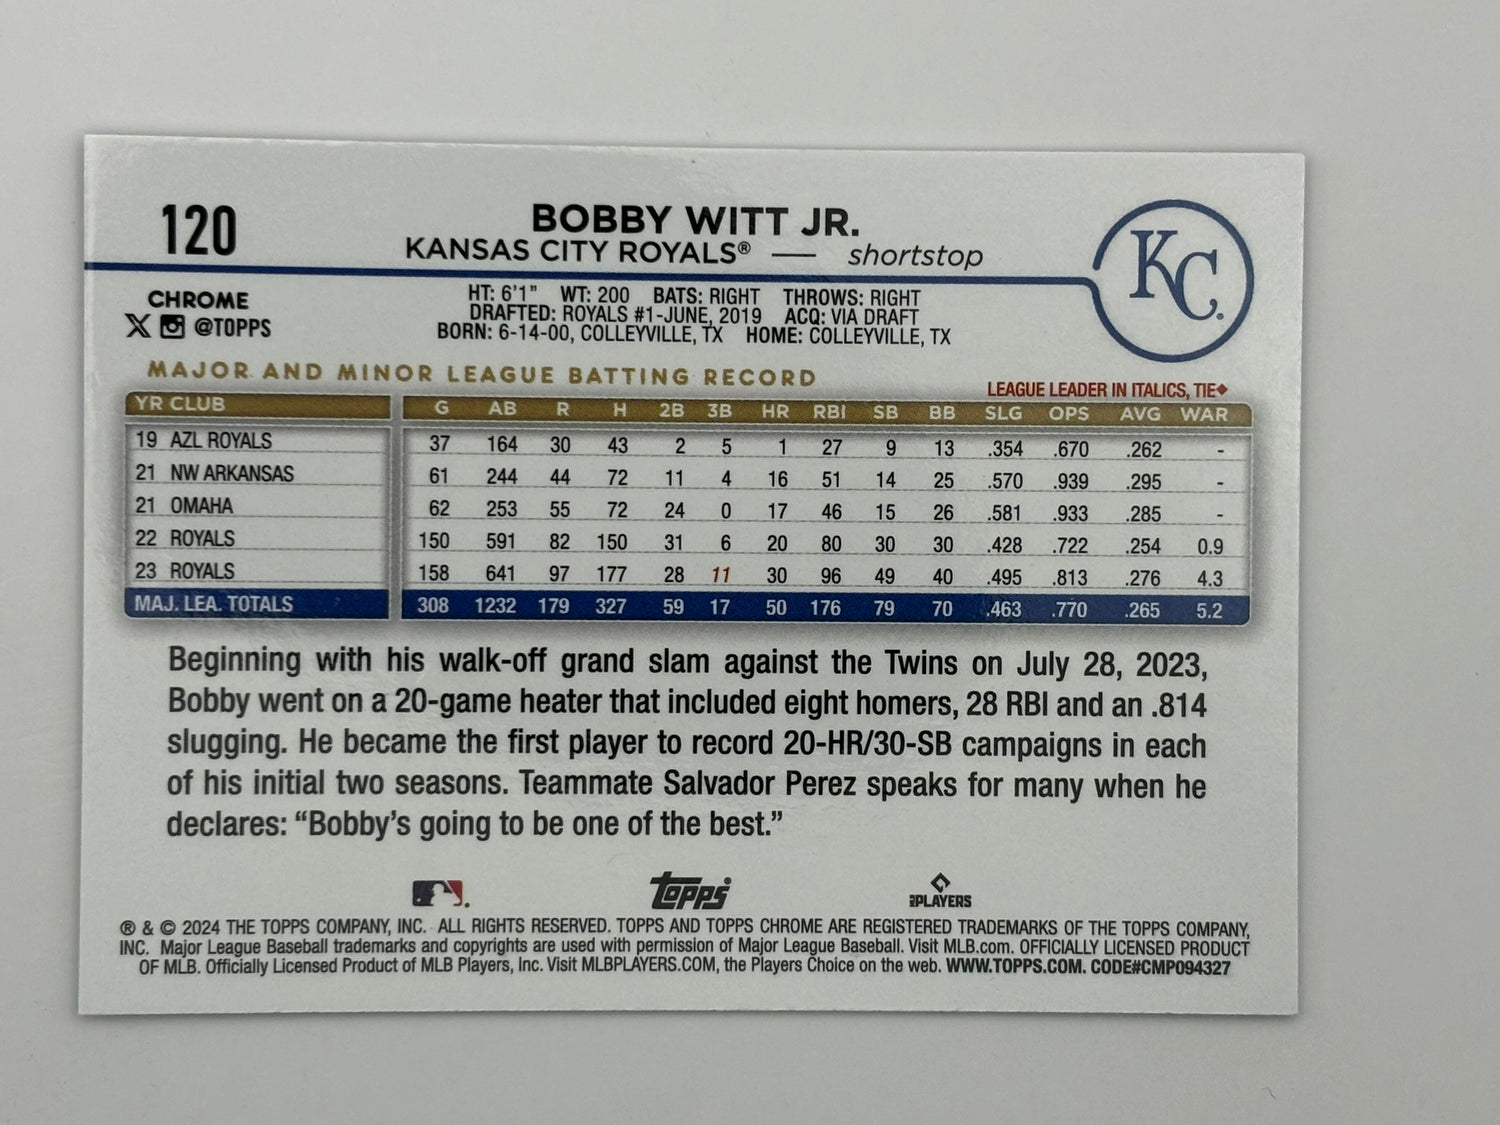 120
BOBBY WITT JR.
KANSAS CITY ROYALS® — shortstop
KC
CHROME
@TOPPS
HT: 6'1" WT: 200 BATS: RIGHT THROWS: RIGHT
DRAFTED: ROYALS #1-JUNE, 2019 ACQ: VIA DRAFT
BORN: 6-14-00, COLLEYVILLE, TX HOME: COLLEYVILLE, TX
MAJOR AND MINOR LEAGUE BATTING RECORD
LEAGUE LEADER IN ITALICS, TIE◆
YR CLUB G AB R H 2B 3B HR RBI SB BB SLG OPS AVG WAR
19 AZL ROYALS 37 164 30 43 2 5 1 27 9 13 .354 .670 .262 -
21 NW ARKANSAS 61 244 44 72 11 4 16 51 14 25 .570 .939 .295 -
21 OMAHA 62 253 55 72 24 0 17 46 15 26 .581 .933 .285 -
22 ROYALS 150 591 82 150 31 6 20 80 30 30 .428 .722 .254 0.9
23 ROYALS 158 641 97 177 28 11 30 96 49 40 .495 .813 .276 4.3
MAJ. LEA. TOTALS 308 1232 179 327 59 17 50 176 79 70 .463 .770 .265 5.2
Beginning with his walk-off grand slam against the Twins on July 28, 2023,
Bobby went on a 20-game heater that included eight homers, 28 RBI and an .814
slugging. He became the first player to record 20-HR/30-SB campaigns in each
of his initial two seasons. Teammate Salvador Perez speaks for many when he
declares: “Bobby’s going to be one of the best.”
Topps
PLAYERS
® & © 2024 THE TOPPS COMPANY, INC. ALL RIGHTS RESERVED. TOPPS AND TOPPS CHROME ARE REGISTERED TRADEMARKS OF THE TOPPS COMPANY,
INC. Major League Baseball trademarks and copyrights are used with permission of Major League Baseball. Visit MLB.com. OFFICIALLY LICENSED PRODUCT
OF MLB. Officially Licensed Product of MLB Players, Inc. Visit MLBPLAYERS.COM, the Players Choice on the web. WWW.TOPPS.COM. CODE#CMP094327